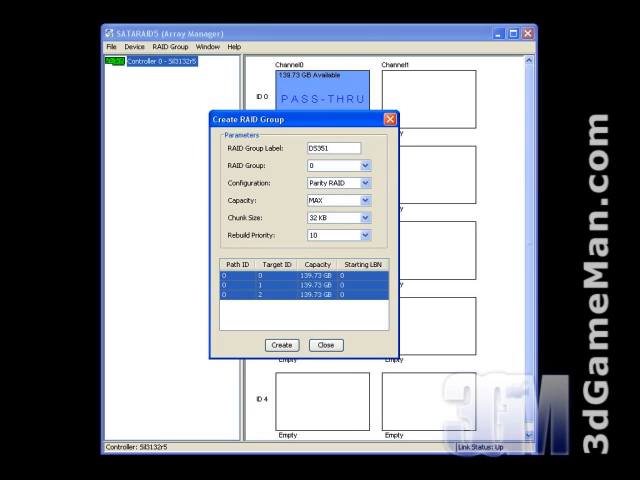 SATARAID5 (Array Manager)
File Device RAID Group Window Help
Controller 0 - SiI3132r5
Channel0 Channel1
139.73 GB Available
ID 0
PASS-THRU
Create RAID Group
Parameters
RAID Group Label: DS351
RAID Group: 0
Configuration: Parity RAID
Capacity: MAX
Chunk Size: 32 KB
Rebuild Priority: 10
Path ID Target ID Capacity Starting LBN
0 0 139.73 GB 0
0 1 139.73 GB 0
0 2 139.73 GB 0
Create Close
Empty Empty
ID 4
Empty Empty
Controller: SiI3132r5 Link Status: Up
3dGameMan.com
3GM